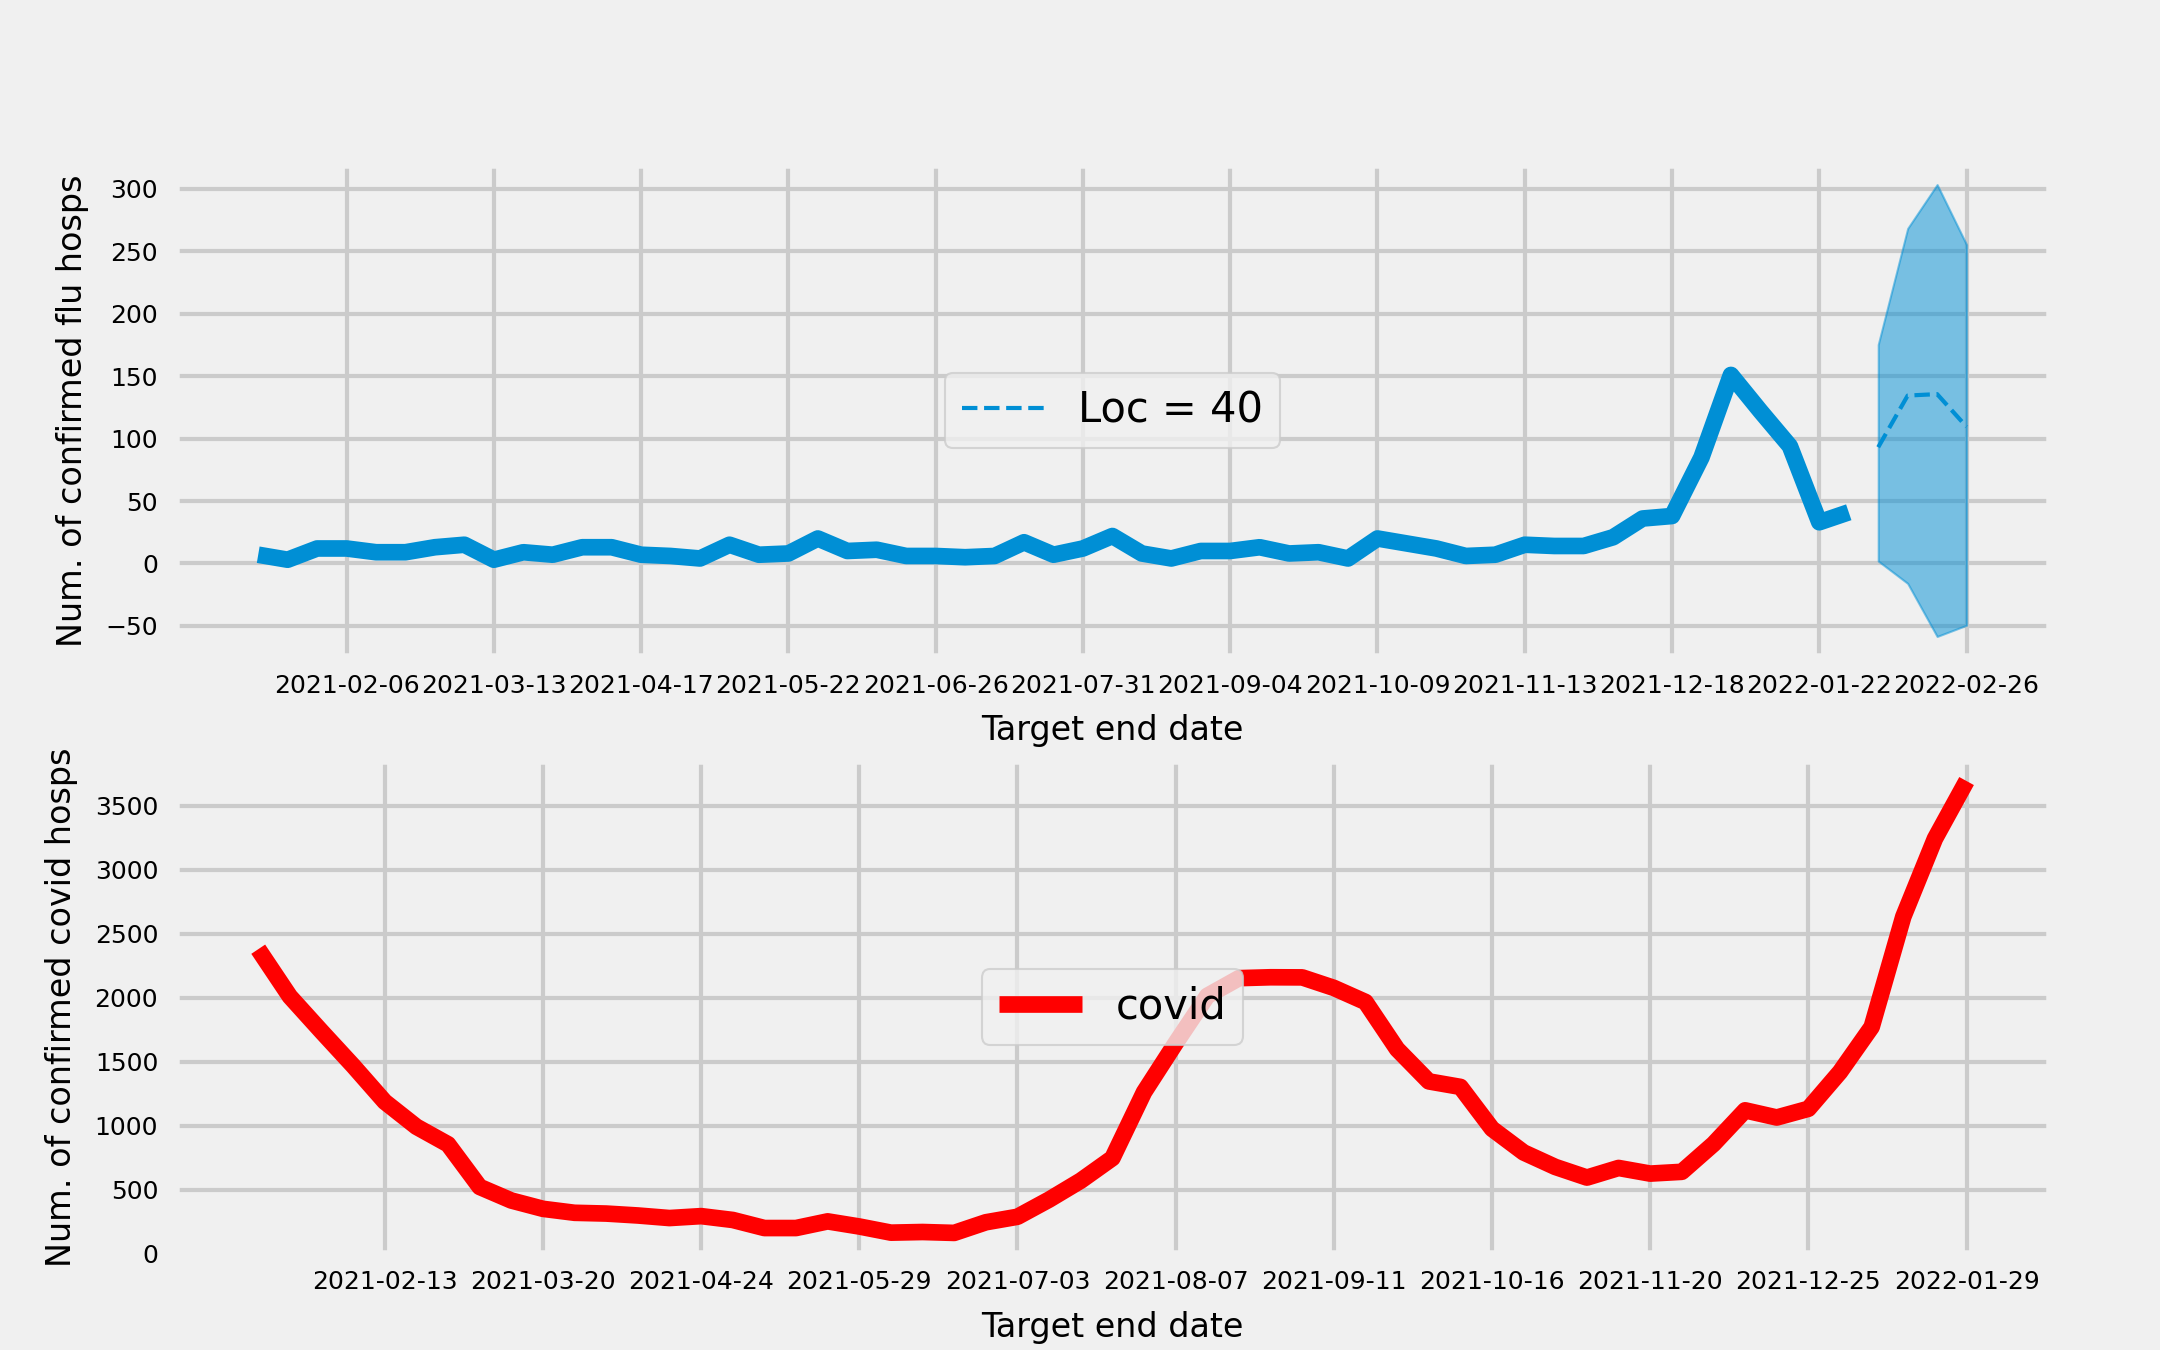 Num. of confirmed flu hosps
300
250
200
150
100
50
0
−50
Loc = 40
2021-02-06 2021-03-13 2021-04-17 2021-05-22 2021-06-26 2021-07-31 2021-09-04 2021-10-09 2021-11-13 2021-12-18 2022-01-22 2022-02-26
Target end date
Num. of confirmed covid hosps
3500
3000
2500
2000
1500
1000
500
0
covid
2021-02-13 2021-03-20 2021-04-24 2021-05-29 2021-07-03 2021-08-07 2021-09-11 2021-10-16 2021-11-20 2021-12-25 2022-01-29
Target end date